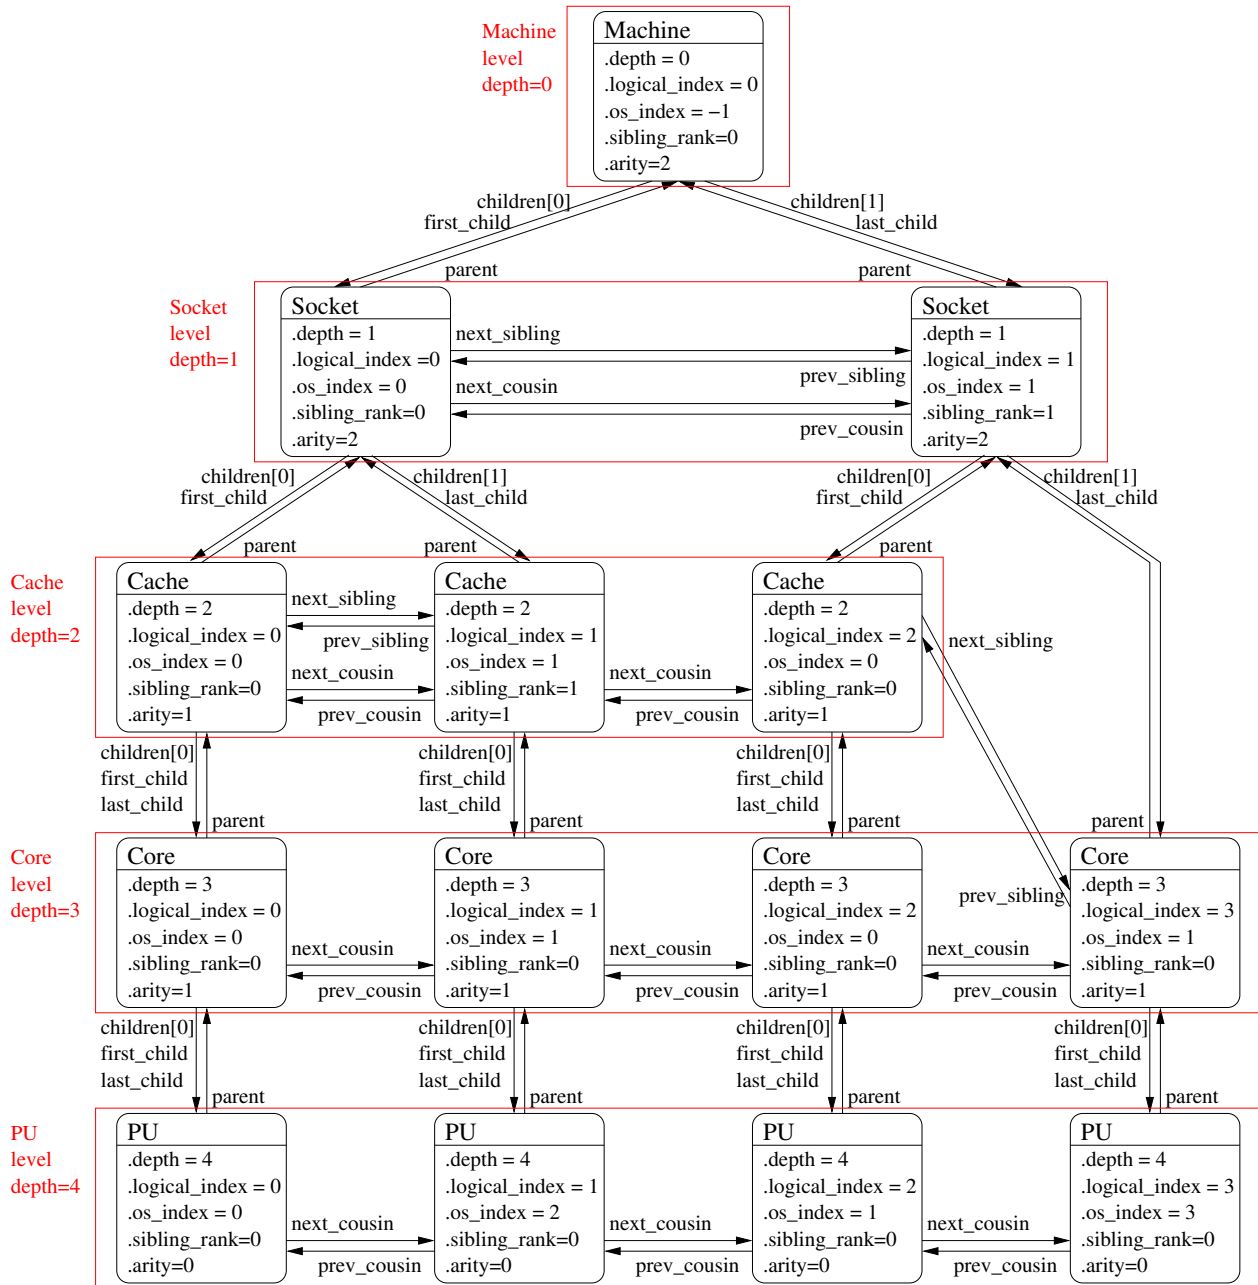 Machine
level
depth=0
Machine
.depth = 0
.logical_index = 0
.os_index = −1
.sibling_rank=0
.arity=2
children[0]
first_child
children[1]
last_child
parent
parent
Socket
level
depth=1
Socket
.depth = 1
.logical_index =0
.os_index = 0
.sibling_rank=0
.arity=2
next_sibling
prev_sibling
next_cousin
prev_cousin
Socket
.depth = 1
.logical_index = 1
.os_index = 1
.sibling_rank=1
.arity=2
children[0]
first_child
children[1]
last_child
children[0]
first_child
children[1]
last_child
parent
parent
parent
Cache
level
depth=2
Cache
.depth = 2
.logical_index = 0
.os_index = 0
.sibling_rank=0
.arity=1
next_sibling
prev_sibling
next_cousin
prev_cousin
Cache
.depth = 2
.logical_index = 1
.os_index = 1
.sibling_rank=1
.arity=1
next_cousin
prev_cousin
Cache
.depth = 2
.logical_index = 2
.os_index = 0
.sibling_rank=0
.arity=1
next_sibling
children[0]
first_child
last_child
parent
children[0]
first_child
last_child
parent
children[0]
first_child
last_child
parent
parent
Core
level
depth=3
Core
.depth = 3
.logical_index = 0
.os_index = 0
.sibling_rank=0
.arity=1
next_cousin
prev_cousin
Core
.depth = 3
.logical_index = 1
.os_index = 1
.sibling_rank=0
.arity=1
next_cousin
prev_cousin
Core
.depth = 3
.logical_index = 2
.os_index = 0
.sibling_rank=0
.arity=1
prev_sibling
next_cousin
prev_cousin
Core
.depth = 3
.logical_index = 3
.os_index = 1
.sibling_rank=0
.arity=1
children[0]
first_child
last_child
parent
children[0]
first_child
last_child
parent
children[0]
first_child
last_child
parent
children[0]
first_child
last_child
parent
PU
level
depth=4
PU
.depth = 4
.logical_index = 0
.os_index = 0
.sibling_rank=0
.arity=0
next_cousin
prev_cousin
PU
.depth = 4
.logical_index = 1
.os_index = 2
.sibling_rank=0
.arity=0
next_cousin
prev_cousin
PU
.depth = 4
.logical_index = 2
.os_index = 1
.sibling_rank=0
.arity=0
next_cousin
prev_cousin
PU
.depth = 4
.logical_index = 3
.os_index = 3
.sibling_rank=0
.arity=0